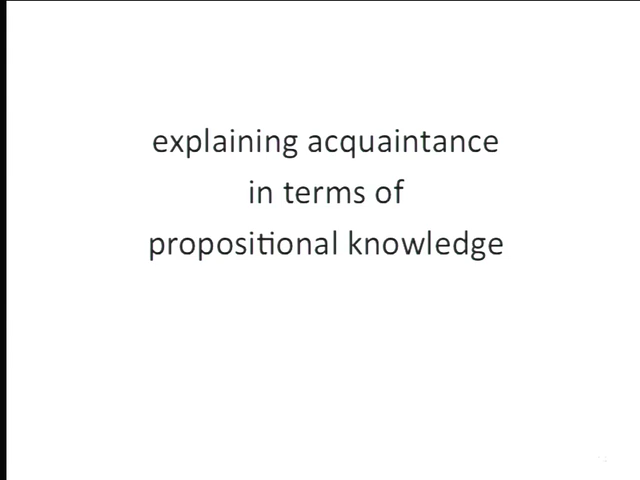 explaining acquaintance
in terms of
propositional knowledge